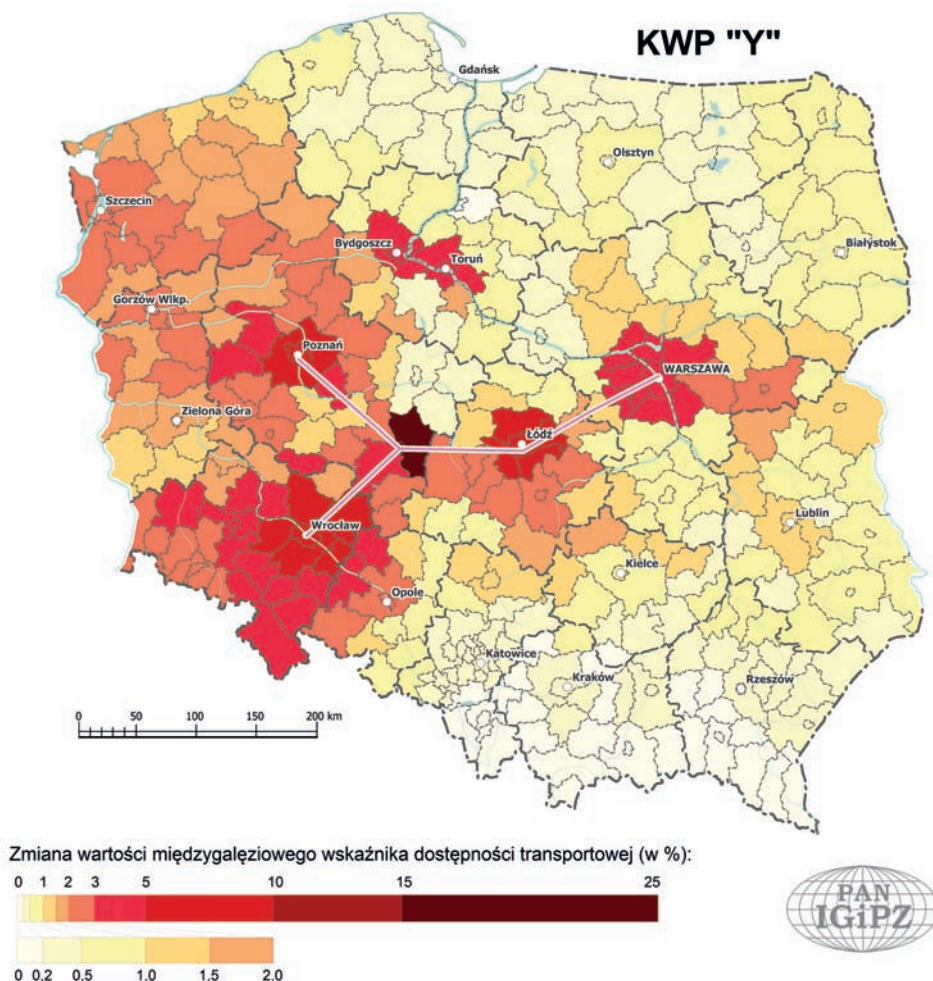 KWP "Y"
Gdańsk
Olsztyn
Szczecin
Bydgoszcz
Toruń
Białystok
Gorzów Wlkp.
Poznań
WARSZAWA
Zielona Góra
Łódź
Wrocław
Lublin
Kielce
Opole
Katowice
Kraków
Rzeszów
0 50 100 150 200 km
Zmiana wartości międzygałęziowego wskaźnika dostępności transportowej (w %):
0 1 2 3 5 10 15 25
0 0,2 0,5 1,0 1,5 2,0
PAN
IGiPZ